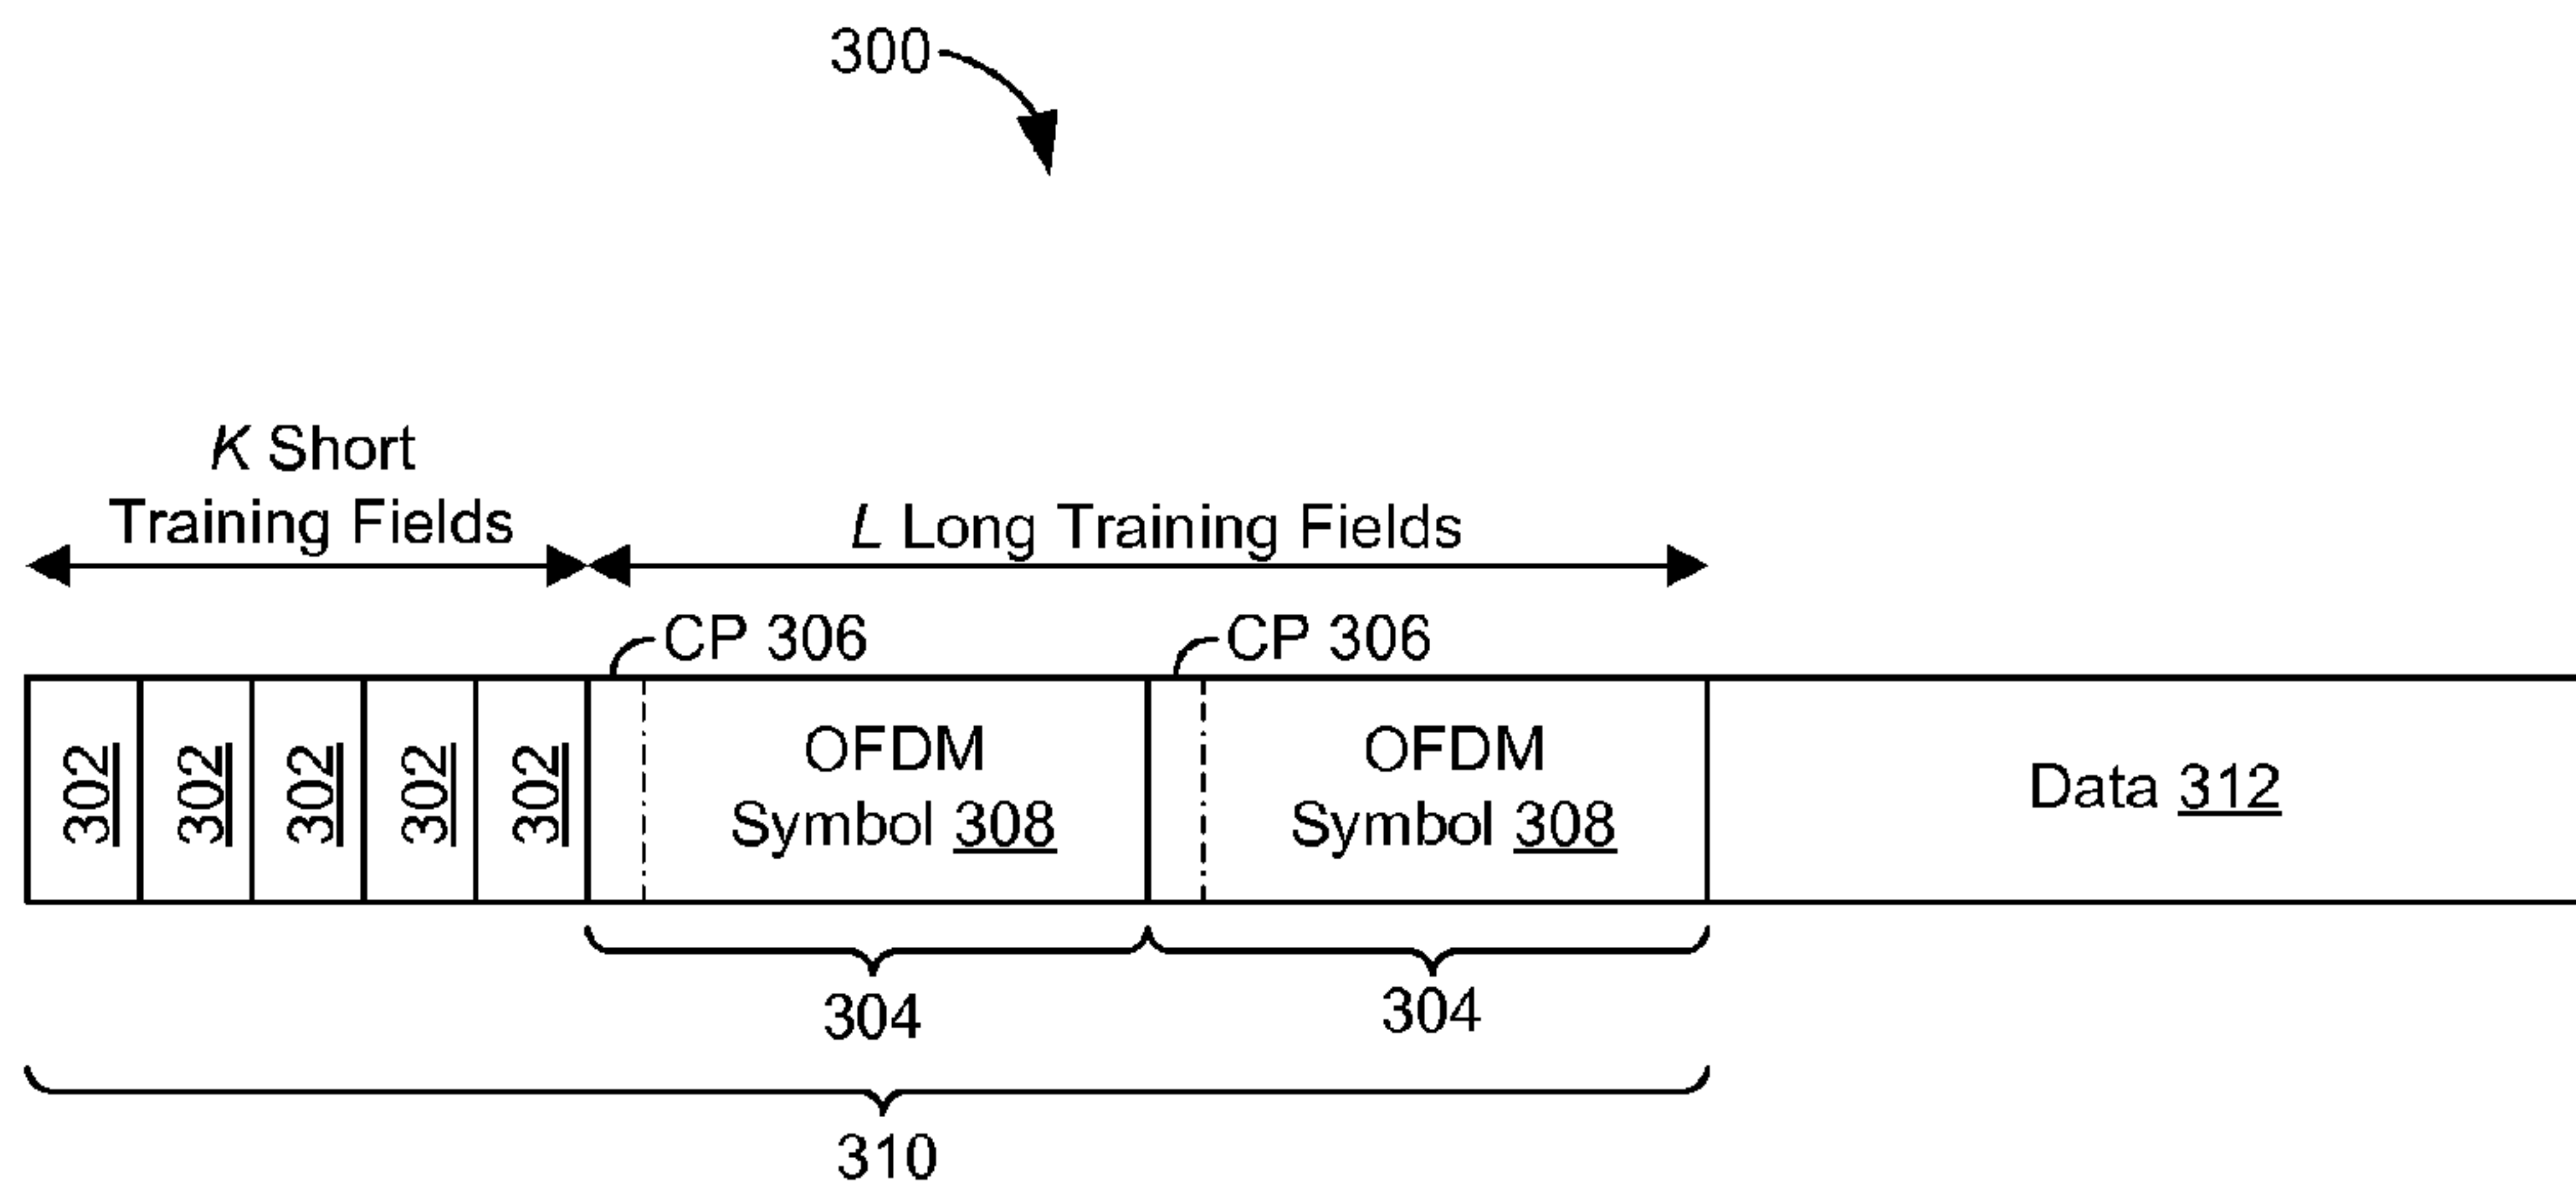 300
K Short
Training Fields
L Long Training Fields
CP 306
CP 306
302
302
302
302
302
OFDM
Symbol 308
OFDM
Symbol 308
Data 312
304
304
310